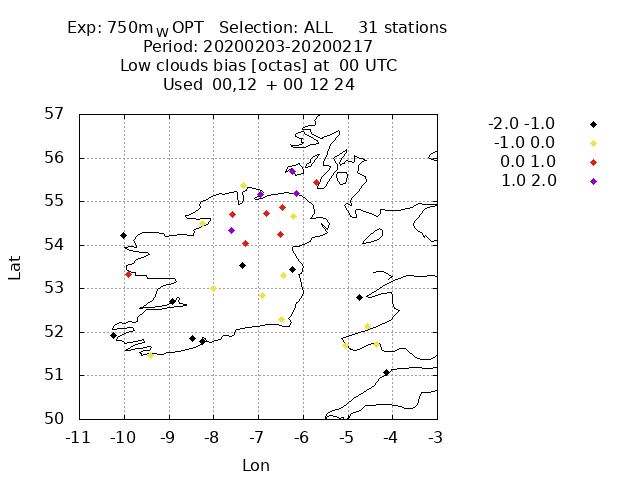 Exp: 750m_W OPT   Selection: ALL     31 stations
Period: 20200203-20200217
Low clouds bias [octas] at  00 UTC
Used  00,12  + 00 12 24
-2.0 -1.0
-1.0 0.0
0.0 1.0
1.0 2.0
57
56
55
54
53
52
51
50
Lat
-11 -10 -9 -8 -7 -6 -5 -4 -3
Lon